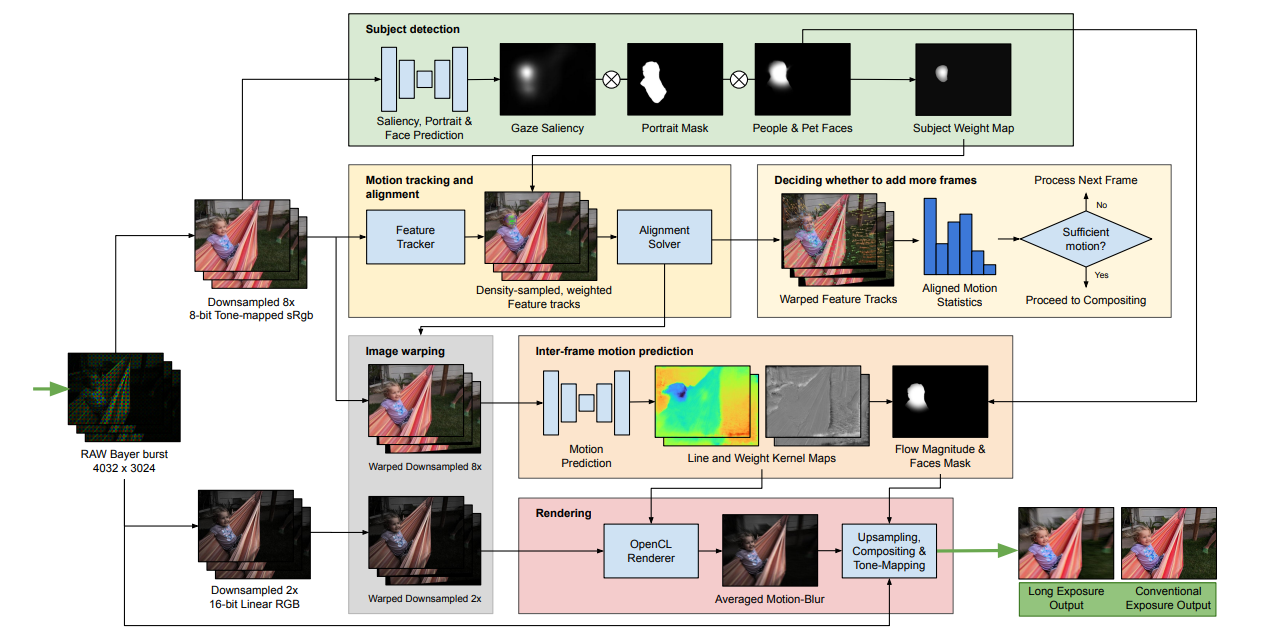 Subject detection
Saliency, Portrait &
Face Prediction
Gaze Saliency
Portrait Mask
People & Pet Faces
Subject Weight Map
Motion tracking and
alignment
Feature
Tracker
Density-sampled, weighted
Feature tracks
Alignment
Solver
Deciding whether to add more frames
Warped Feature Tracks
Aligned Motion
Statistics
Process Next Frame
No
Sufficient
motion?
Yes
Proceed to Compositing
Downsampled 8x
8-bit Tone-mapped sRgb
RAW Bayer burst
4032 x 3024
Downsampled 2x
16-bit Linear RGB
Image warping
Warped Downsampled 8x
Warped Downsampled 2x
Inter-frame motion prediction
Motion
Prediction
Line and Weight Kernel Maps
Flow Magnitude &
Faces Mask
Rendering
OpenCL
Renderer
Averaged Motion-Blur
Upsampling,
Compositing &
Tone-Mapping
Long Exposure
Output
Conventional
Exposure Output